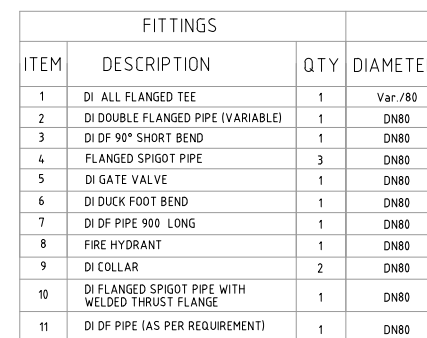 FITTINGS
ITEM DESCRIPTION QTY DIAMETE
1 DI ALL FLANGED TEE 1 Var./80
2 DI DOUBLE FLANGED PIPE (VARIABLE) 1 DN80
3 DI DF 90° SHORT BEND 1 DN80
4 FLANGED SPIGOT PIPE 3 DN80
5 DI GATE VALVE 1 DN80
6 DI DUCK FOOT BEND 1 DN80
7 DI DF PIPE 900 LONG 1 DN80
8 FIRE HYDRANT 1 DN80
9 DI COLLAR 2 DN80
10 DI FLANGED SPIGOT PIPE WITH
WELDED THRUST FLANGE 1 DN80
11 DI DF PIPE (AS PER REQUIREMENT) 1 DN80